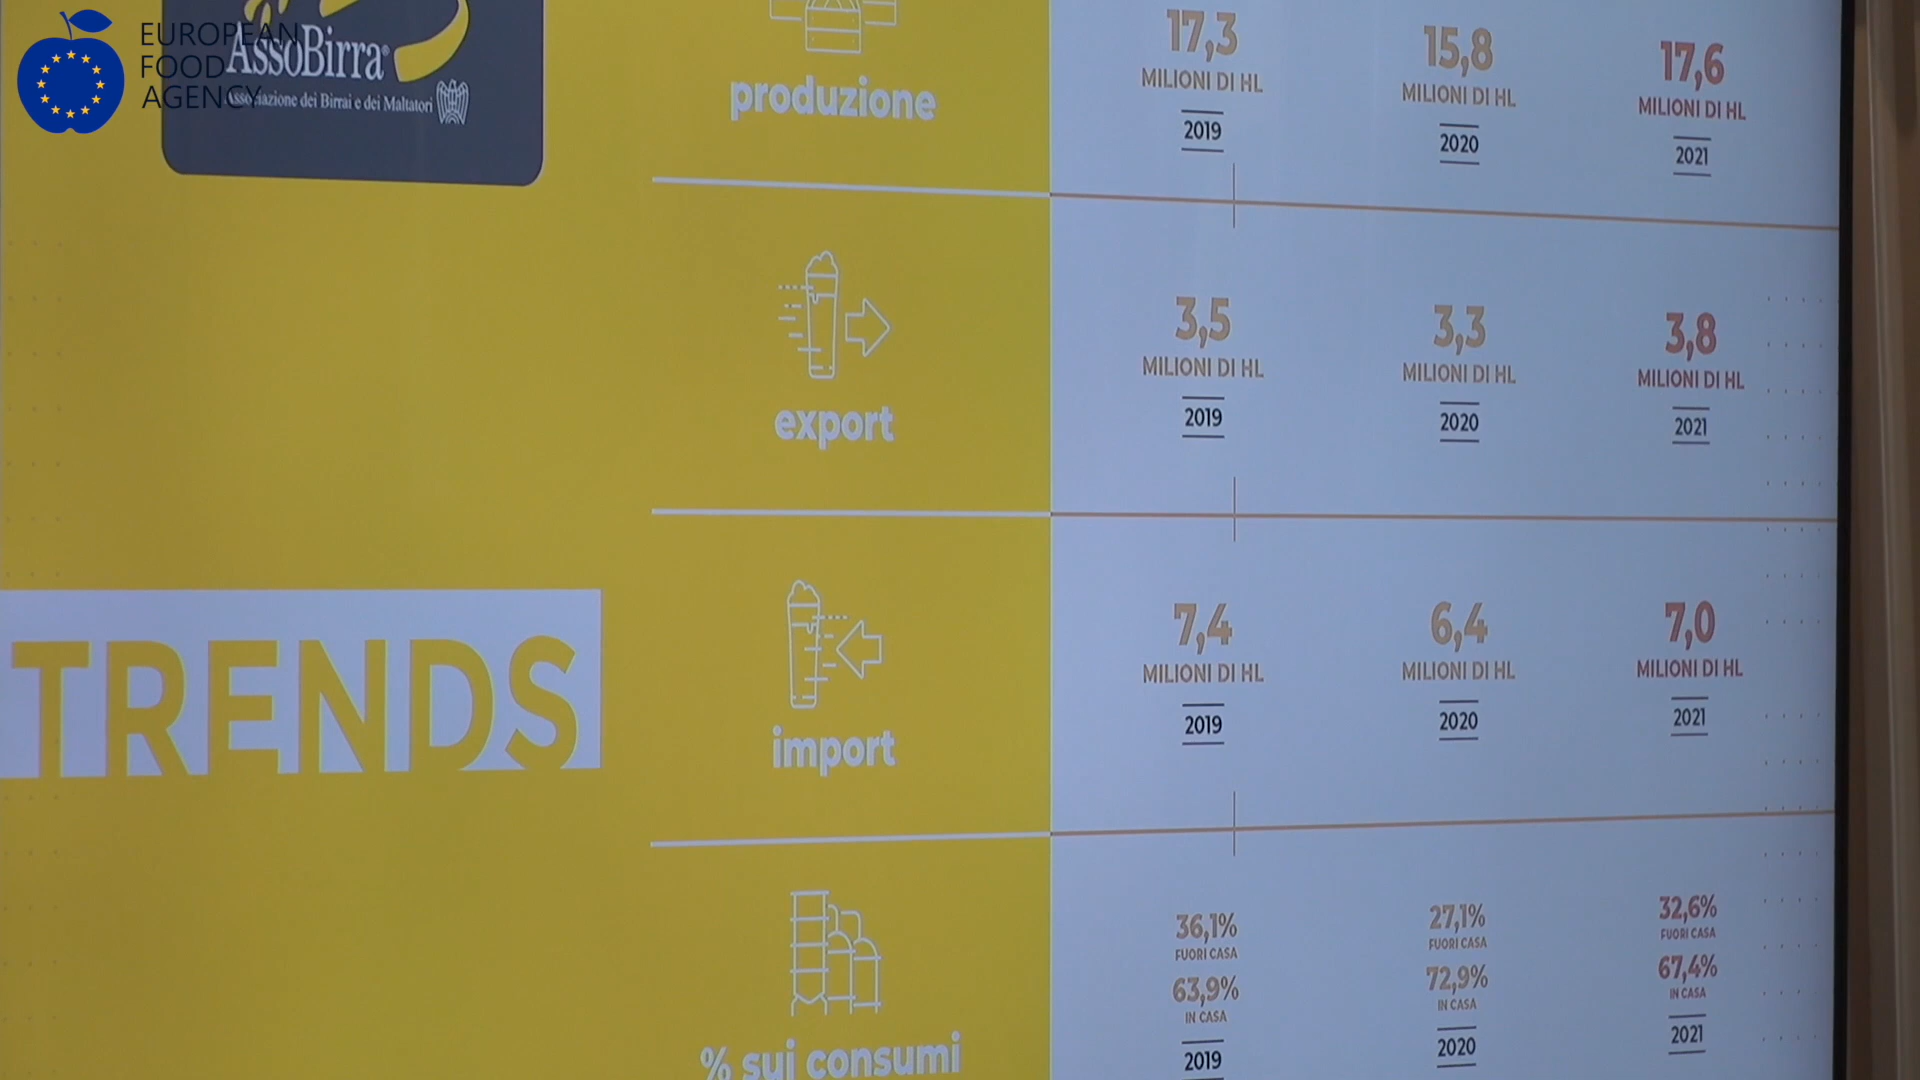 EUROPEAN
FOOD
AGENCY
AssoBirra®
Associazione dei Birrai e dei Maltatori
TRENDS
produzione
17,3
MILIONI DI HL
2019
15,8
MILIONI DI HL
2020
17,6
MILIONI DI HL
2021
export
3,5
MILIONI DI HL
2019
3,3
MILIONI DI HL
2020
3,8
MILIONI DI HL
2021
import
7,4
MILIONI DI HL
2019
6,4
MILIONI DI HL
2020
7,0
MILIONI DI HL
2021
% sui consumi
36,1%
FUORI CASA
63,9%
IN CASA
2019
27,1%
FUORI CASA
72,9%
IN CASA
2020
32,6%
FUORI CASA
67,4%
IN CASA
2021